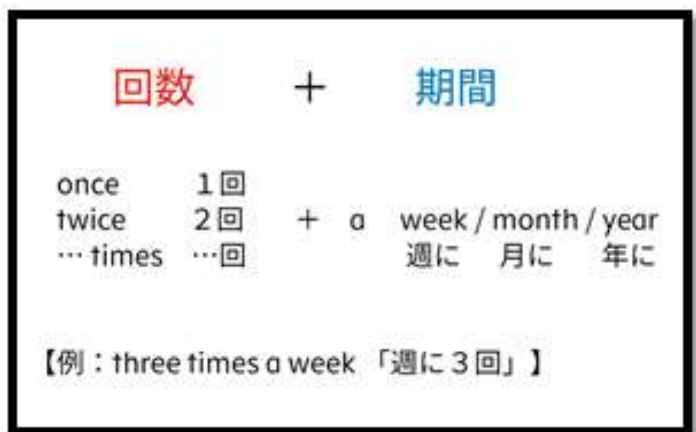 回数 + 期間
once 1回
twice 2回 + a week / month / year
… times …回 週に 月に 年に
【例：three times a week 「週に3回」】